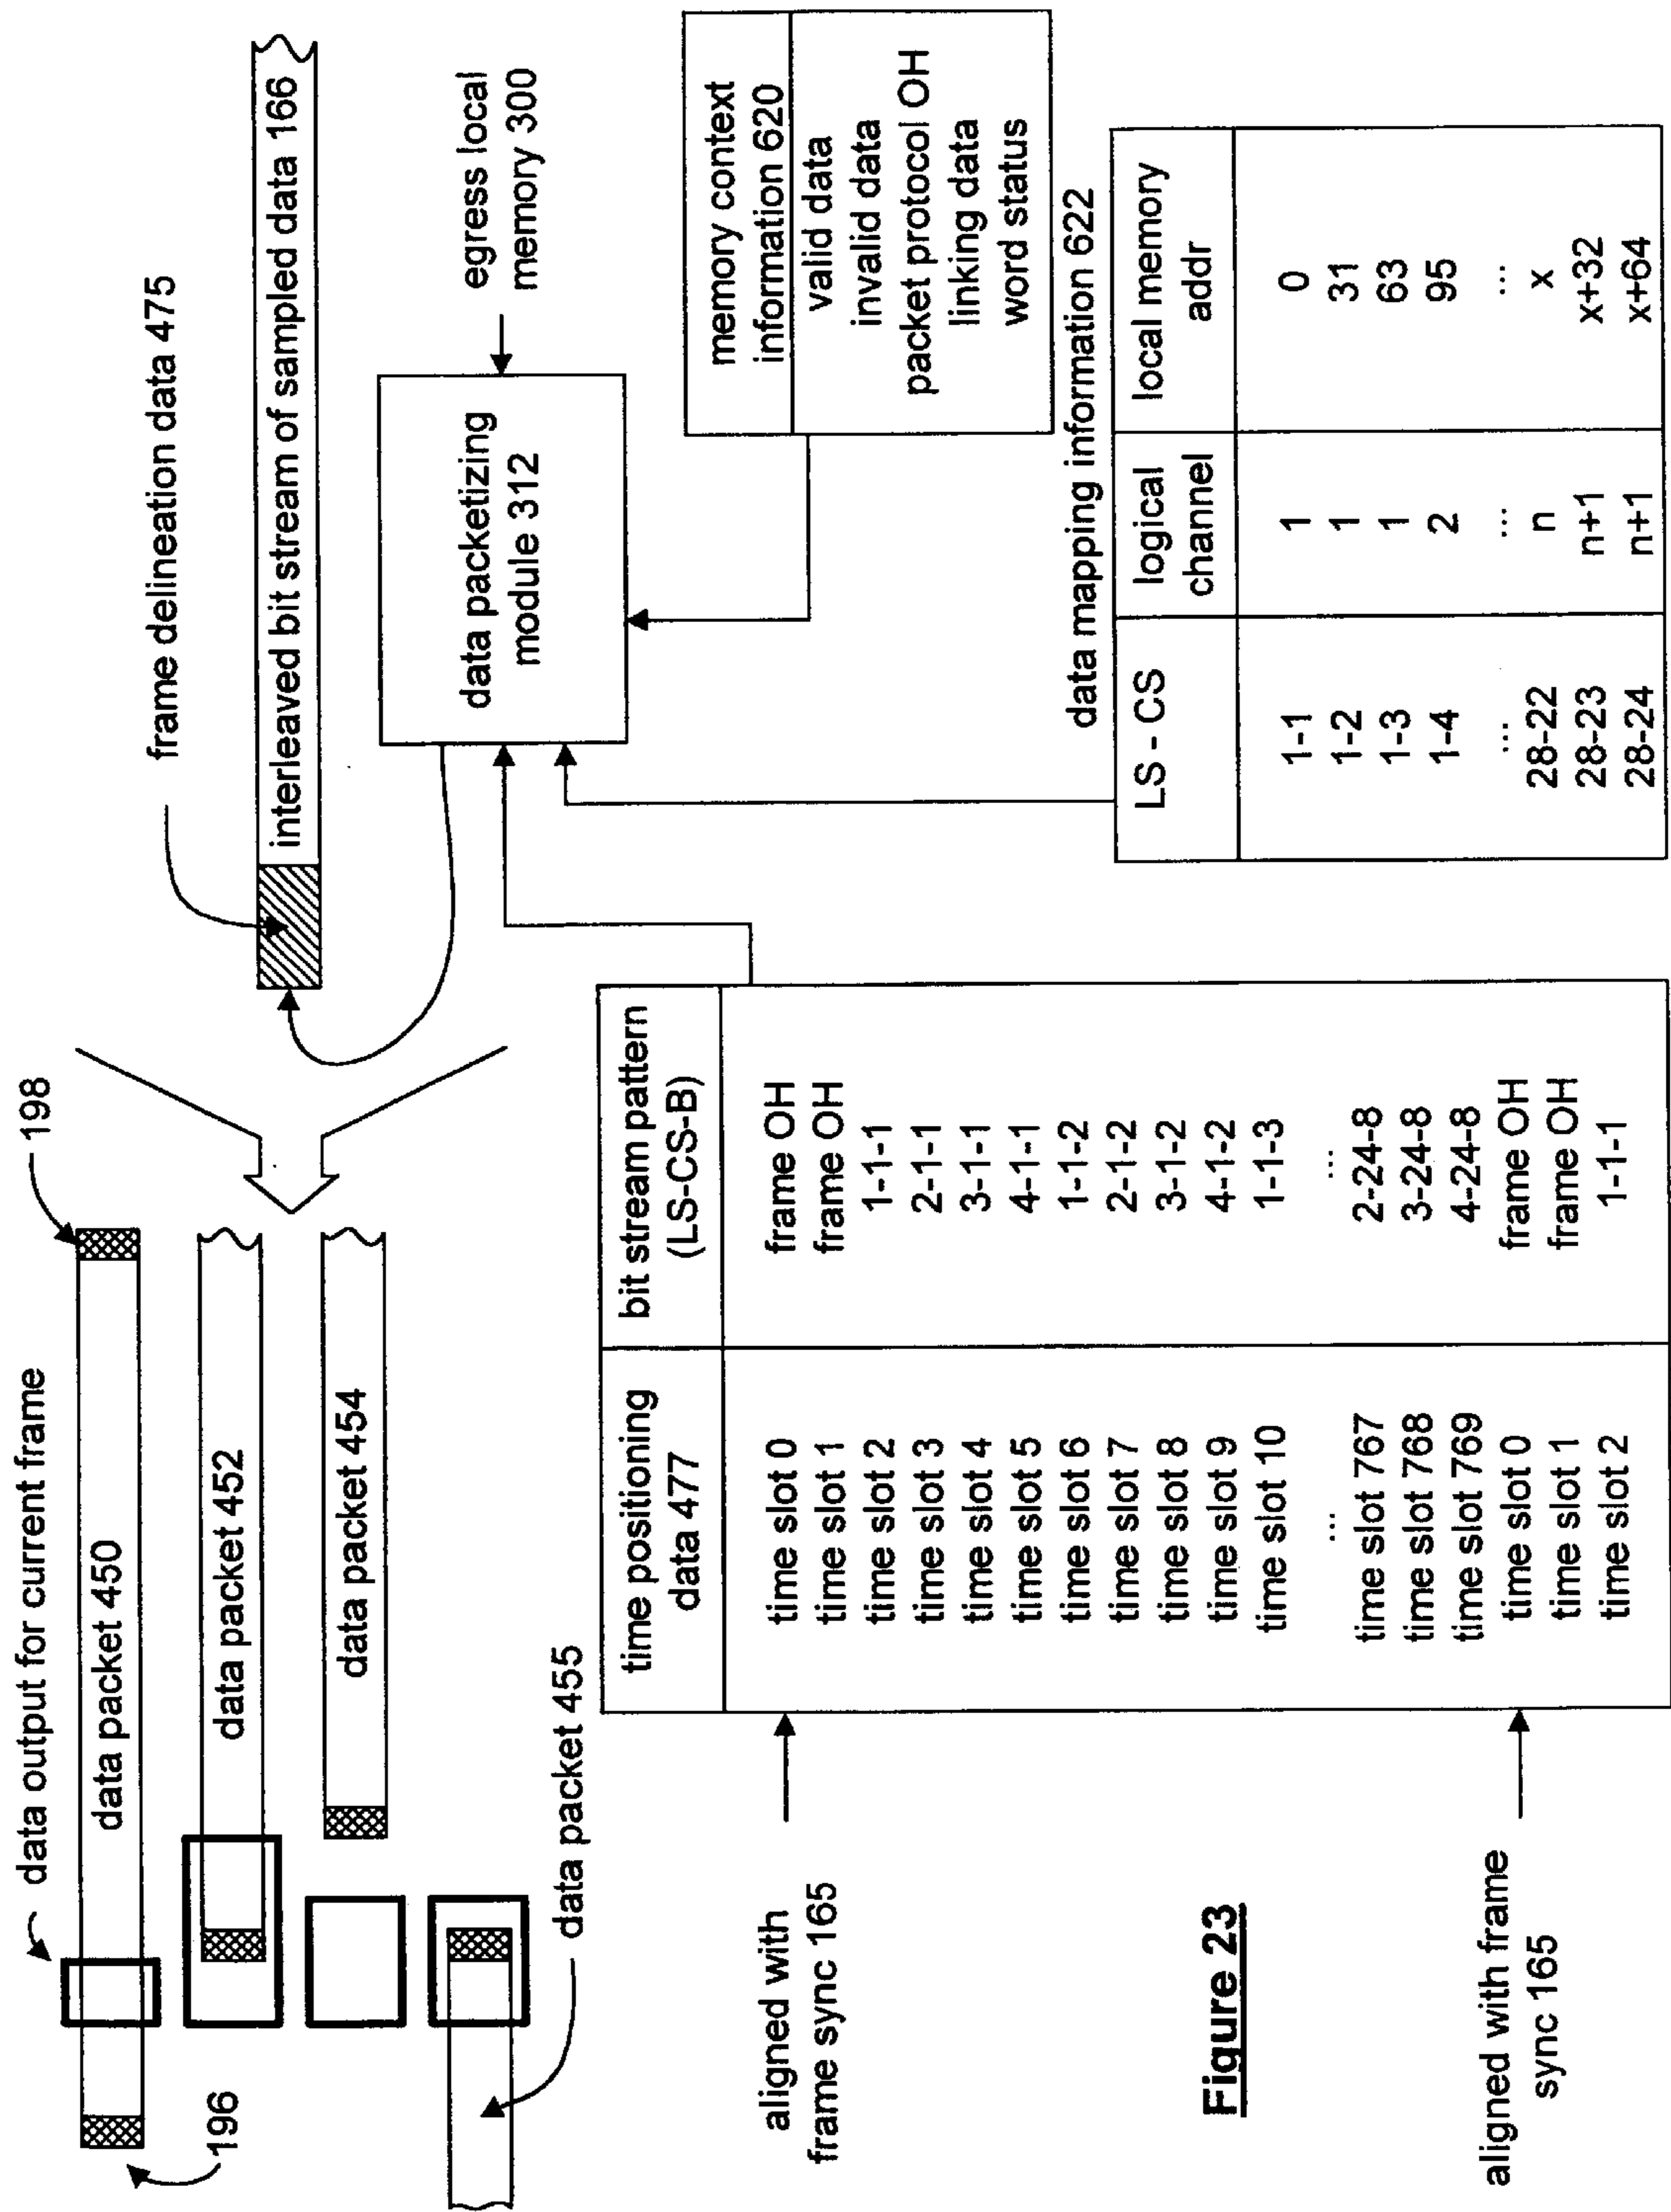 data output for current frame
198
data packet 450
196
data packet 452
data packet 454
data packet 455
frame delineation data 475
interleaved bit stream of sampled data 166
data packetizing
module 312
egress local
memory 300
memory context
information 620
valid data
invalid data
packet protocol OH
linking data
word status
aligned with
frame sync 165
aligned with frame
sync 165
time positioning
data 477
bit stream pattern
(LS-CS-B)
time slot 0 frame OH
time slot 1 frame OH
time slot 2 1-1-1
time slot 3 2-1-1
time slot 4 3-1-1
time slot 5 4-1-1
time slot 6 1-1-2
time slot 7 2-1-2
time slot 8 3-1-2
time slot 9 4-1-2
time slot 10 1-1-3
... ...
time slot 767 2-24-8
time slot 768 3-24-8
time slot 769 4-24-8
time slot 0 frame OH
time slot 1 frame OH
time slot 2 1-1-1
data mapping information 622
LS - CS
logical
channel
local memory
addr
1-1 1 0
1-2 1 31
1-3 1 63
1-4 2 95
... ... ...
28-22 n x
28-23 n+1 x+32
28-24 n+1 x+64
Figure 23